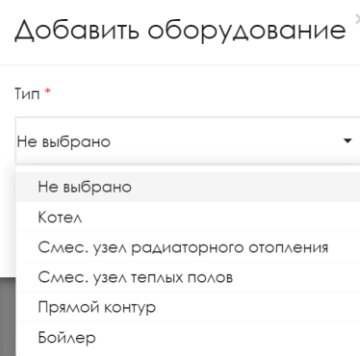 Добавить оборудование
Тип *
Не выбрано
Не выбрано
Котел
Смес. узел радиаторного отопления
Смес. узел теплых полов
Прямой контур
Бойлер